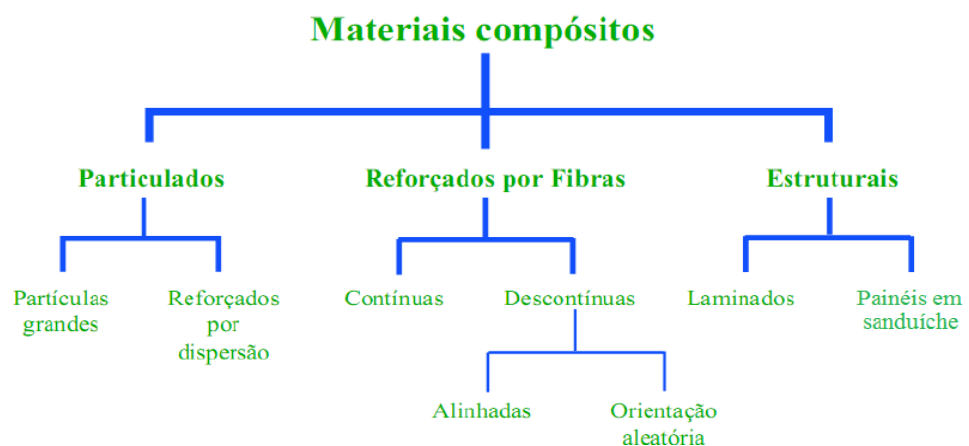 Materiais compósitos
Particulados
Reforçados por Fibras
Estruturais
Partículas
grandes
Reforçados
por
dispersão
Contínuas
Descontínuas
Laminados
Painéis em
sanduíche
Alinhadas
Orientação
aleatória